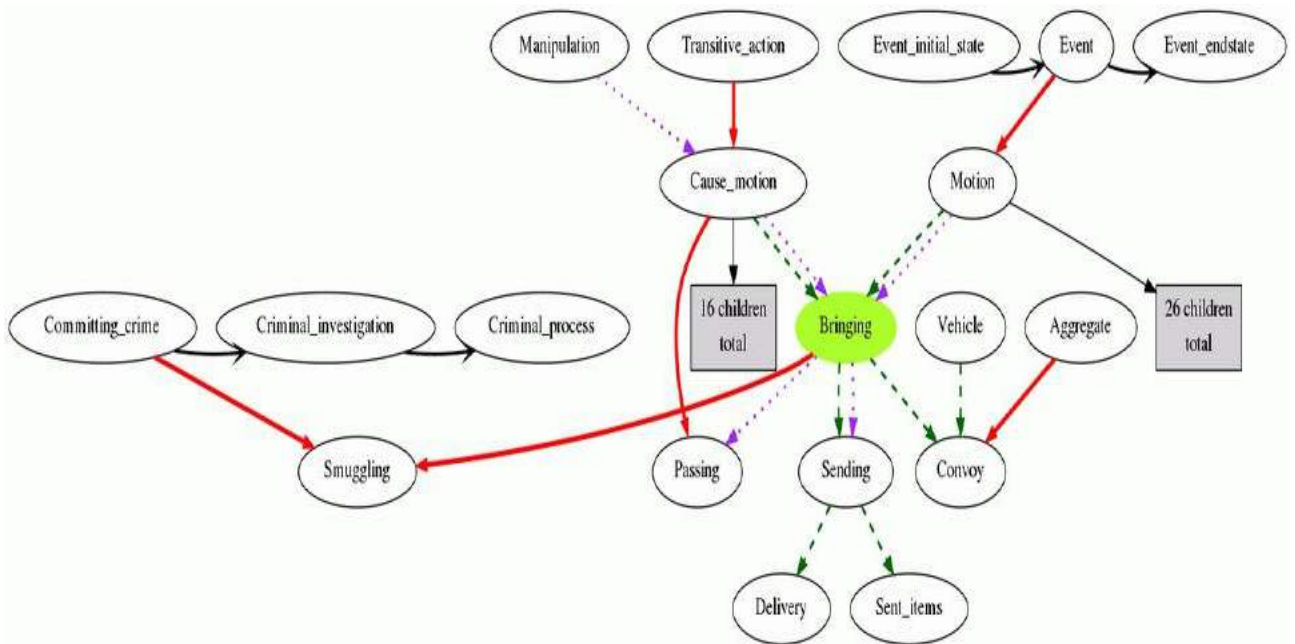 Manipulation
Transitive_action
Event_initial_state
Event
Event_endstate
Cause_motion
Motion
Committing_crime
Criminal_investigation
Criminal_process
16 children
total
Bringing
Vehicle
Aggregate
26 children
total
Smuggling
Passing
Sending
Convoy
Delivery
Sent_items